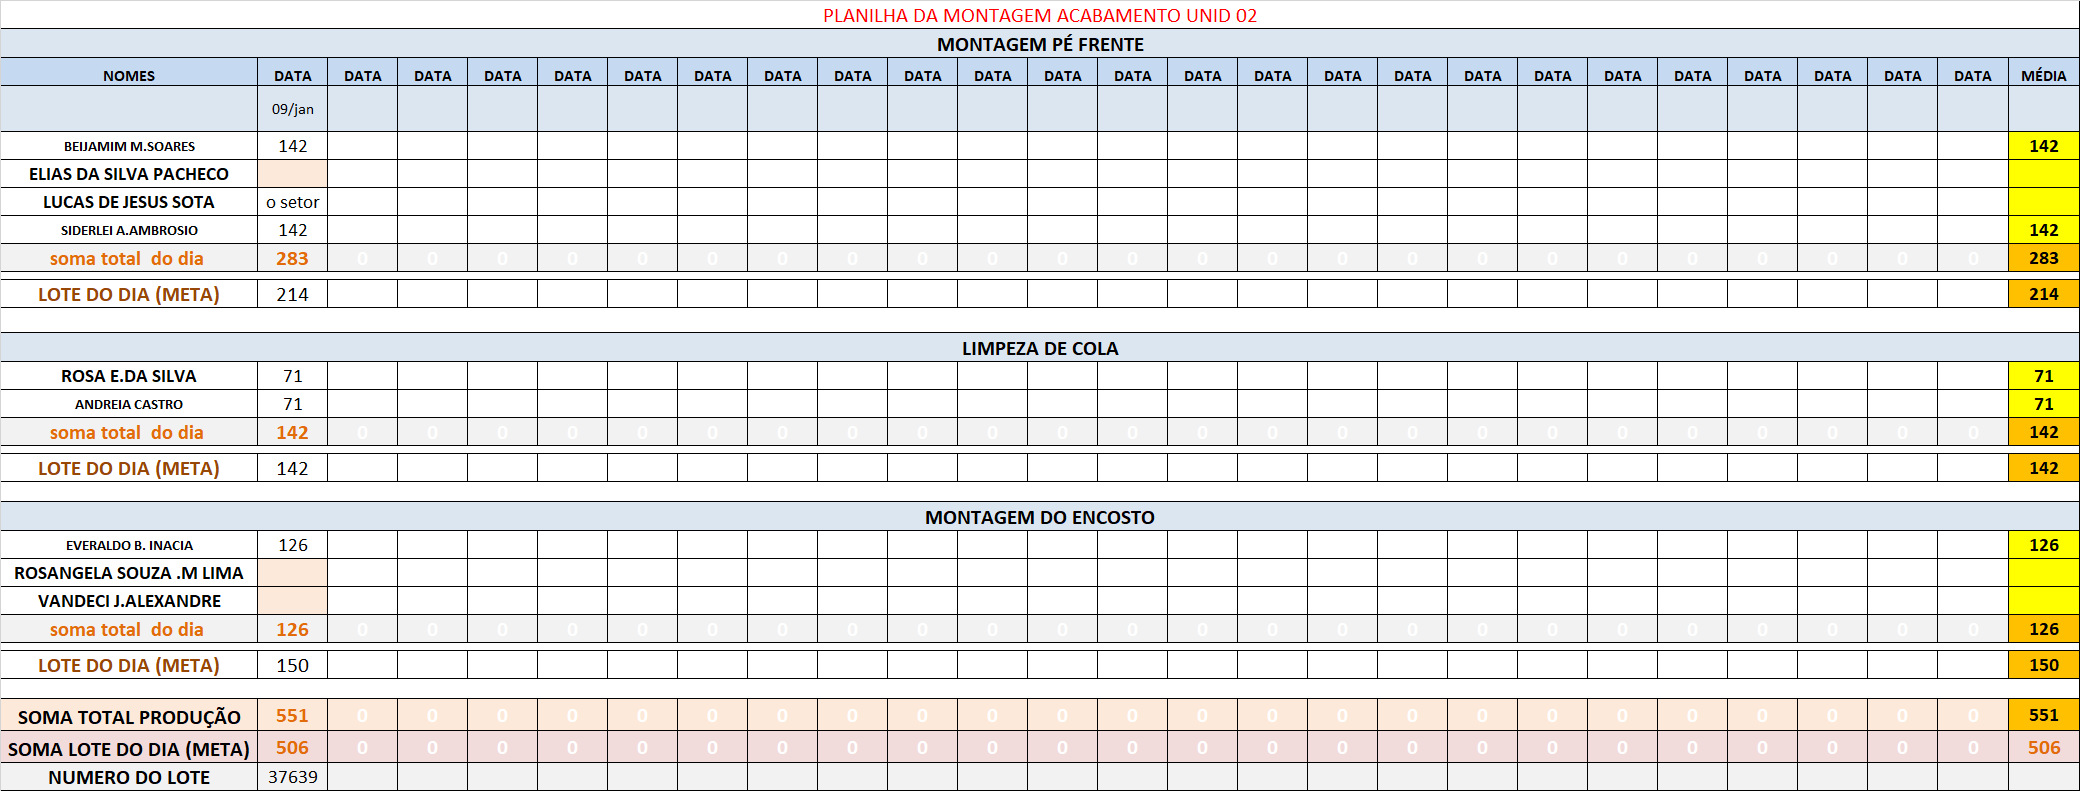 PLANILHA DA MONTAGEM ACABAMENTO UNID 02
MONTAGEM PÉ FRENTE
NOMES DATA DATA DATA DATA DATA DATA DATA DATA DATA DATA DATA DATA DATA DATA DATA DATA DATA DATA DATA DATA DATA DATA DATA DATA DATA MÉDIA
09/jan
BEIJAMIM M.SOARES 142 142
ELIAS DA SILVA PACHECO
LUCAS DE JESUS SOTA o setor
SIDERLEI A.AMBROSIO 142 142
soma total do dia 283 0 0 0 0 0 0 0 0 0 0 0 0 0 0 0 0 0 0 0 0 0 0 0 0 283
LOTE DO DIA (META) 214 214
LIMPEZA DE COLA
ROSA E.DA SILVA 71 71
ANDREIA CASTRO 71 71
soma total do dia 142 0 0 0 0 0 0 0 0 0 0 0 0 0 0 0 0 0 0 0 0 0 0 0 0 142
LOTE DO DIA (META) 142 142
MONTAGEM DO ENCOSTO
EVERALDO B. INACIA 126 126
ROSANGELA SOUZA .M LIMA
VANDECI J.ALEXANDRE
soma total do dia 126 0 0 0 0 0 0 0 0 0 0 0 0 0 0 0 0 0 0 0 0 0 0 0 0 126
LOTE DO DIA (META) 150 150
SOMA TOTAL PRODUÇÃO 551 0 0 0 0 0 0 0 0 0 0 0 0 0 0 0 0 0 0 0 0 0 0 0 0 551
SOMA LOTE DO DIA (META) 506 0 0 0 0 0 0 0 0 0 0 0 0 0 0 0 0 0 0 0 0 0 0 0 0 506
NUMERO DO LOTE 37639